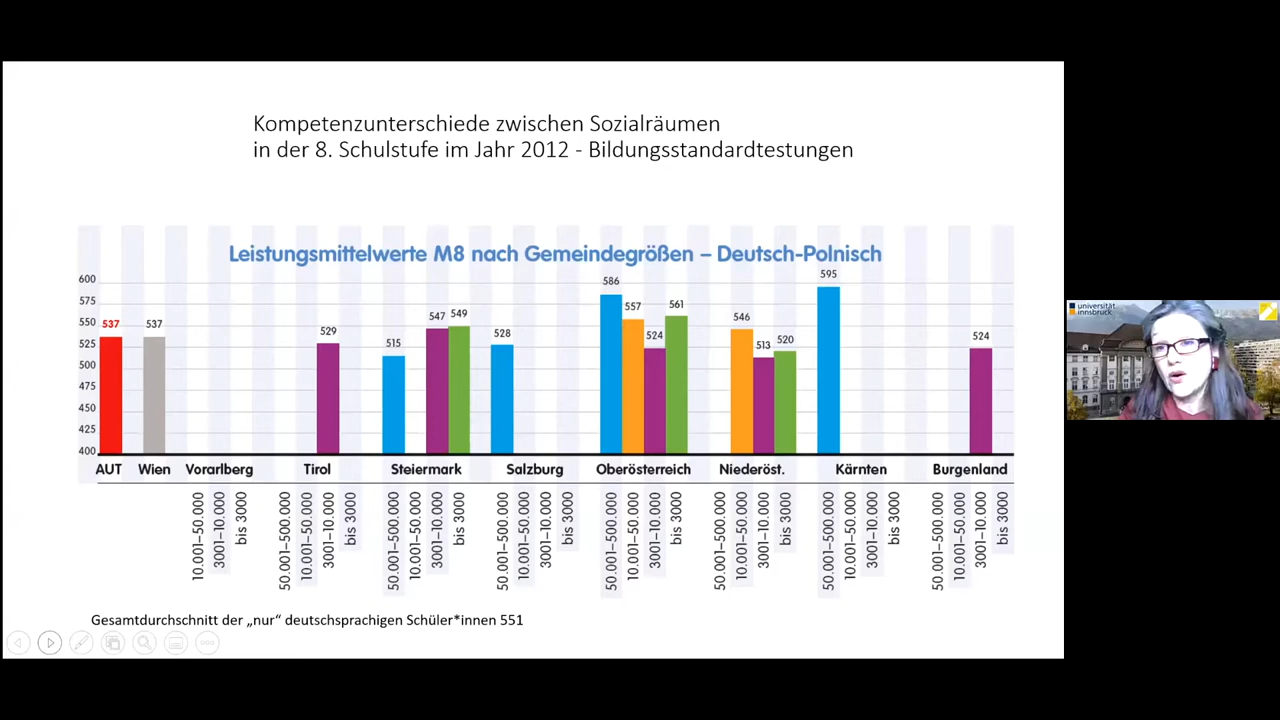 Kompetenzunterschiede zwischen Sozialräumen
in der 8. Schulstufe im Jahr 2012 - Bildungsstandardtestungen
Leistungsmittelwerte M8 nach Gemeindegrößen – Deutsch-Polnisch
600
575
550
525
500
475
450
425
400
537
537
529
515
547
549
528
586
557
524
561
546
513
520
595
524
AUT
Wien
Vorarlberg
Tirol
Steiermark
Salzburg
Oberösterreich
Niederöst.
Kärnten
Burgenland
10.001–50.000
3001–10.000
bis 3000
50.001–500.000
10.001–50.000
3001–10.000
bis 3000
50.001–500.000
10.001–50.000
3001–10.000
bis 3000
50.001–500.000
10.001–50.000
3001–10.000
bis 3000
50.001–500.000
10.001–50.000
3001–10.000
bis 3000
50.001–500.000
10.001–50.000
3001–10.000
bis 3000
50.001–500.000
10.001–50.000
3001–10.000
bis 3000
50.001–500.000
10.001–50.000
3001–10.000
bis 3000
Gesamtdurchschnitt der „nur“ deutschsprachigen Schüler*innen 551
universität
innsbruck